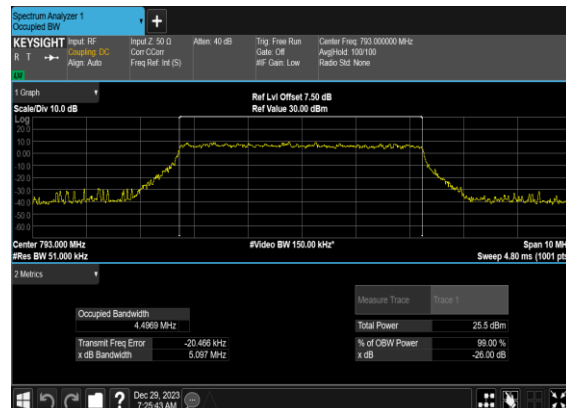 Spectrum Analyzer 1
Occupied BW
KEYSIGHT
R T
LV
Input: RF
Coupling: DC
Align: Auto
Input Z: 50 Ω
Corr CCorr
Freq Ref: Int (S)
Atten: 40 dB
Trig: Free Run
Gate: Off
#IF Gain: Low
Center Freq: 793.000000 MHz
Avg|Hold: 100/100
Radio Std: None
1 Graph
Scale/Div 10.0 dB
Ref Lvl Offset 7.50 dB
Ref Value 30.00 dBm
Log
20.0
10.0
0.00
-10.0
-20.0
-30.0
-40.0
-50.0
-60.0
Center 793.000 MHz
#Res BW 51.000 kHz
#Video BW 150.00 kHz*
Span 10 MH
Sweep 4.80 ms (1001 pts
2 Metrics
Measure Trace
Trace 1
Occupied Bandwidth
4.4969 MHz
Total Power
25.5 dBm
Transmit Freq Error
-20.466 kHz
% of OBW Power
99.00 %
x dB Bandwidth
5.097 MHz
x dB
-26.00 dB
?
Dec 29, 2023
7:25:43 AM